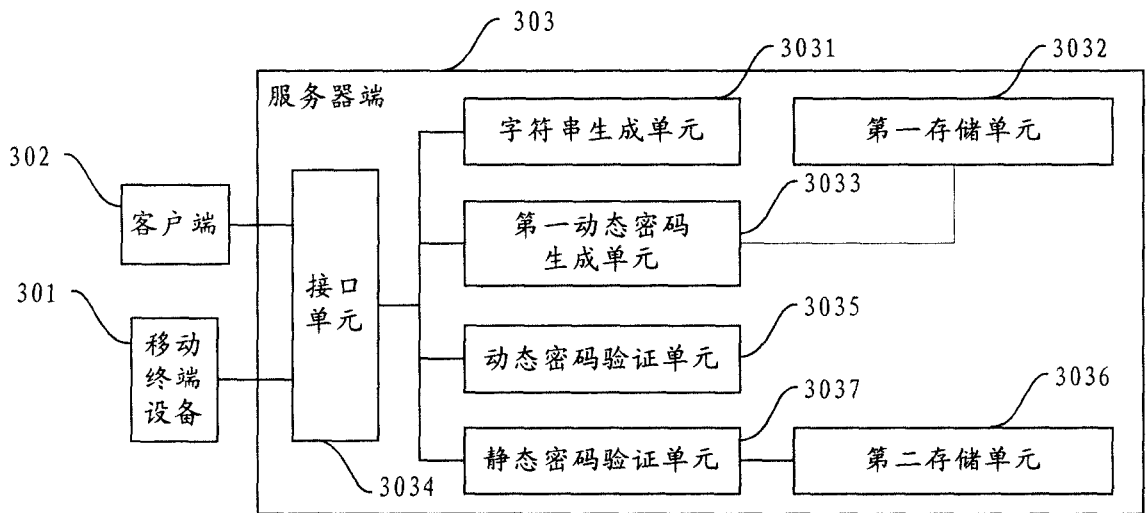 303
3031
3032
服务器端
字符串生成单元
第一存储单元
302
3033
客户端
第一动态密码
生成单元
接口
单元
301
3035
移动
终端
设备
动态密码验证单元
3037
3036
静态密码验证单元
第二存储单元
3034